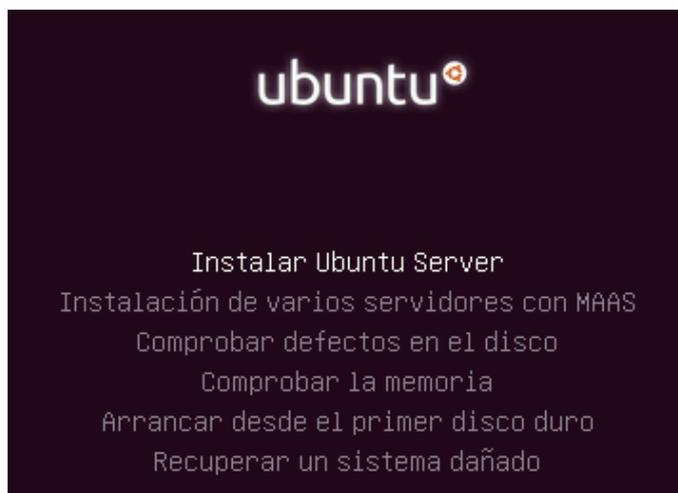 ubuntu
Instalar Ubuntu Server
Instalación de varios servidores con MAAS
Comprobar defectos en el disco
Comprobar la memoria
Arrancar desde el primer disco duro
Recuperar un sistema dañado